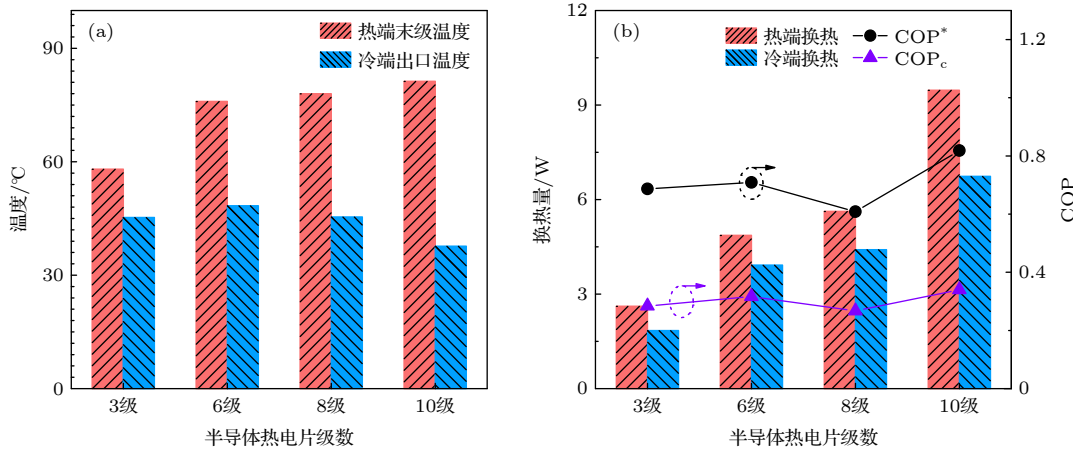 (a)
热端末级温度
冷端出口温度
90
60
30
0
温度/℃
3级
6级
8级
10级
半导体热电片级数
(b)
热端换热
冷端换热
COP*
COPc
12
9
6
3
0
换热量/W
1.2
0.8
0.4
0
COP
3级
6级
8级
10级
半导体热电片级数